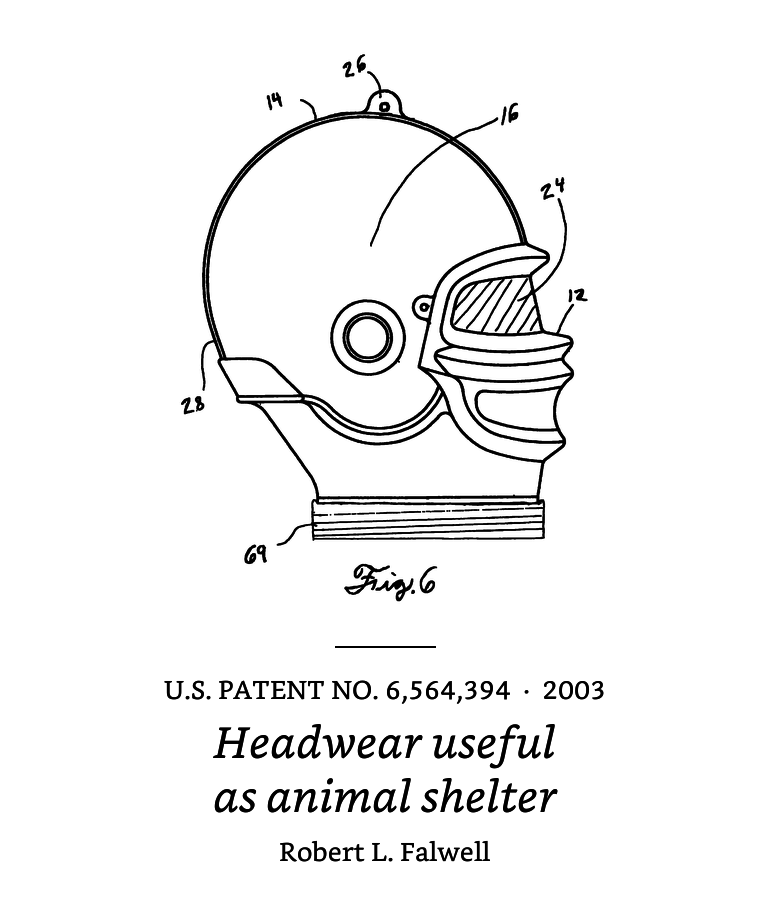 26
14
16
24
12
28
69
Fig. 6
U.S. PATENT NO. 6,564,394 · 2003
Headwear useful
as animal shelter
Robert L. Falwell